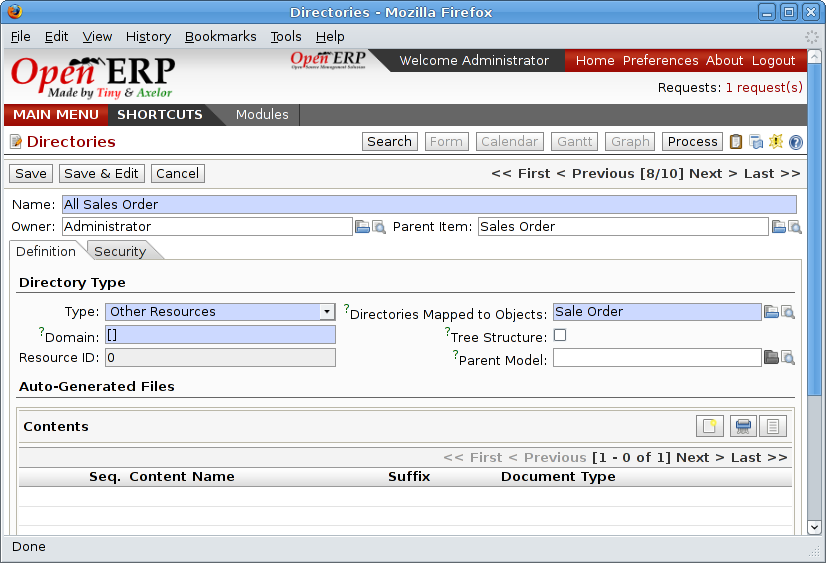 Directories - Mozilla Firefox
File Edit View History Bookmarks Tools Help
Open ERP
Made by Tiny & Axelor
Open ERP
Open Source Management Solution
Welcome Administrator
Home Preferences About Logout
Requests: 1 request(s)
MAIN MENU SHORTCUTS Modules
Directories
Search Form Calendar Gantt Graph Process
Save Save & Edit Cancel
<< First < Previous [8/10] Next > Last >>
Name: All Sales Order
Owner: Administrator Parent Item: Sales Order
Definition Security
Directory Type
Type: Other Resources ?Directories Mapped to Objects: Sale Order
?Domain: [] ?Tree Structure:
Resource ID: 0 ?Parent Model:
Auto-Generated Files
Contents
<< First < Previous [1 - 0 of 1] Next > Last >>
Seq. Content Name Suffix Document Type
Done